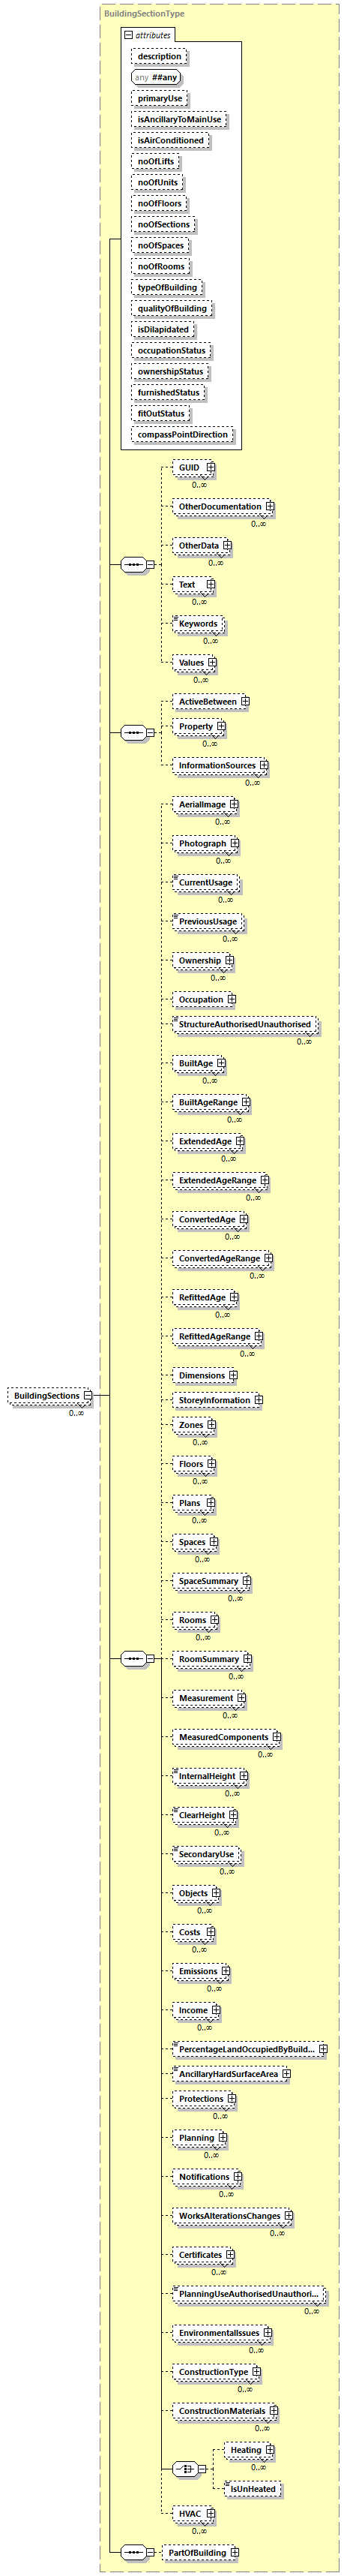 BuildingSectionType
attributes
description
any ##any
primaryUse
isAncillaryToMainUse
isAirConditioned
noOfLifts
noOfUnits
noOfFloors
noOfSections
noOfSpaces
noOfRooms
typeOfBuilding
qualityOfBuilding
isDilapidated
occupationStatus
ownershipStatus
furnishedStatus
fitOutStatus
compassPointDirection
GUID
0..∞
OtherDocumentation
0..∞
OtherData
0..∞
Text
0..∞
Keywords
0..∞
Values
0..∞
ActiveBetween
Property
0..∞
InformationSources
0..∞
AerialImage
0..∞
Photograph
0..∞
CurrentUsage
0..∞
PreviousUsage
0..∞
Ownership
0..∞
Occupation
StructureAuthorisedUnauthorised
0..∞
BuiltAge
0..∞
BuiltAgeRange
0..∞
ExtendedAge
0..∞
ExtendedAgeRange
0..∞
ConvertedAge
0..∞
ConvertedAgeRange
0..∞
RefittedAge
0..∞
RefittedAgeRange
0..∞
Dimensions
BuildingSections
0..∞
StoreyInformation
Zones
0..∞
Floors
0..∞
Plans
0..∞
Spaces
0..∞
SpaceSummary
0..∞
Rooms
0..∞
RoomSummary
0..∞
Measurement
0..∞
MeasuredComponents
0..∞
InternalHeight
0..∞
ClearHeight
0..∞
SecondaryUse
0..∞
Objects
0..∞
Costs
0..∞
Emissions
0..∞
Income
0..∞
PercentageLandOccupiedByBuild...
AncillaryHardSurfaceArea
Protections
0..∞
Planning
0..∞
Notifications
0..∞
WorksAlterationsChanges
0..∞
Certificates
0..∞
PlanningUseAuthorisedUnauthori...
0..∞
EnvironmentalIssues
0..∞
ConstructionType
0..∞
ConstructionMaterials
0..∞
Heating
0..∞
IsUnHeated
HVAC
0..∞
PartOfBuilding